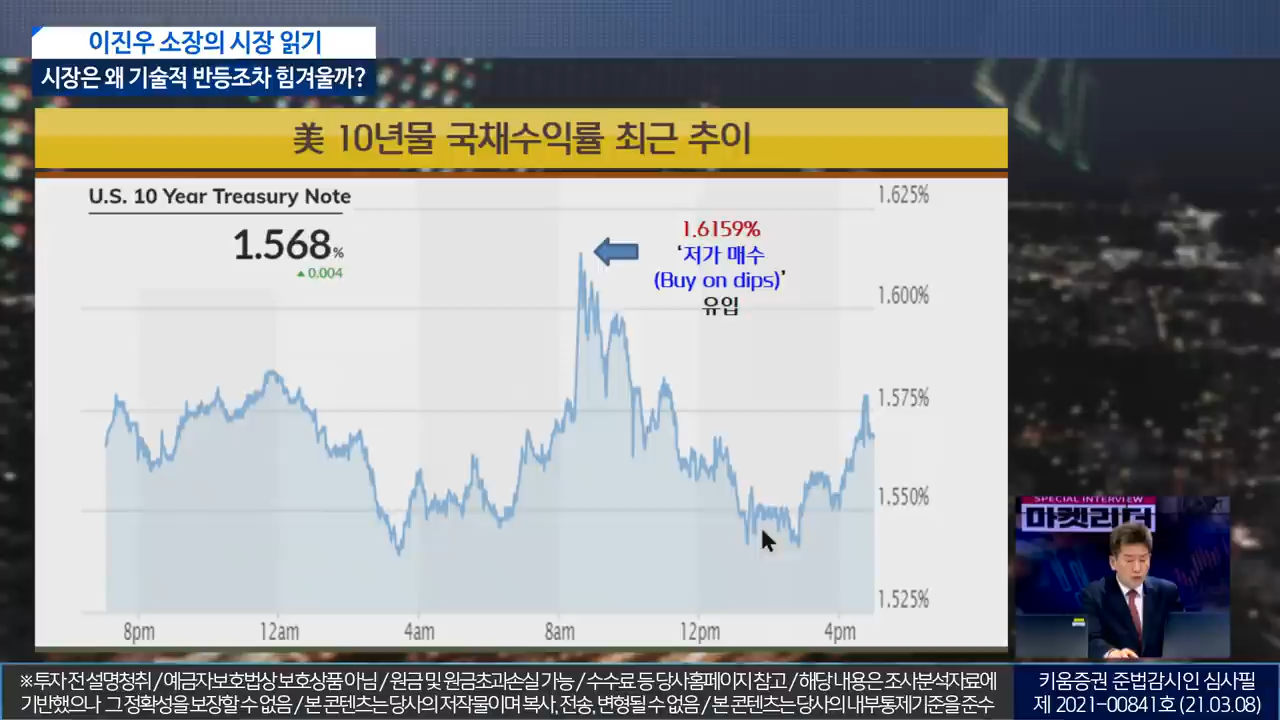 이진우 소장의 시장 읽기
시장은 왜 기술적 반등조차 힘겨울까?
美 10년물 국채수익률 최근 추이
U.S. 10 Year Treasury Note
1.568%
▲ 0.004
1.6159%
‘저가 매수
(Buy on dips)’
유입
1.625%
1.600%
1.575%
1.550%
1.525%
8pm 12am 4am 8am 12pm 4pm
SPECIAL INTERVIEW
마켓리더
※투자 전 설명청취 / 예금자보호법상 보호상품 아님 / 원금 및 원금초과손실 가능 / 수수료 등 당사홈페이지 참고 / 해당 내용은 조사분석자료에
기반했으나 그 정확성을 보장할 수 없음 / 본 콘텐츠는 당사의 저작물이며 복사, 전송, 변형될 수 없음 / 본 콘텐츠는 당사의 내부통제기준을 준수
키움증권 준법감시인 심사필
제 2021-00841호 (21.03.08)